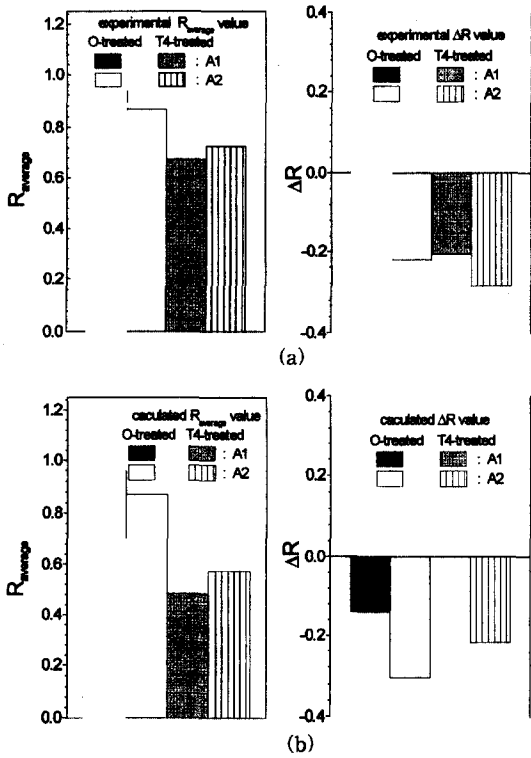 experimental Raverage value
O-treated T4-treated
: A1
: A2
1.2
1.0
0.8
0.6
0.4
0.2
0.0
Raverage
experimental ΔR value
O-treated T4-treated
: A1
: A2
0.4
0.2
0.0
-0.2
-0.4
ΔR
(a)
caculated Raverage value
O-treated T4-treated
: A1
: A2
1.2
1.0
0.8
0.6
0.4
0.2
0.0
Raverage
caculated ΔR value
O-treated T4-treated
: A1
: A2
0.4
0.2
0.0
-0.2
-0.4
ΔR
(b)